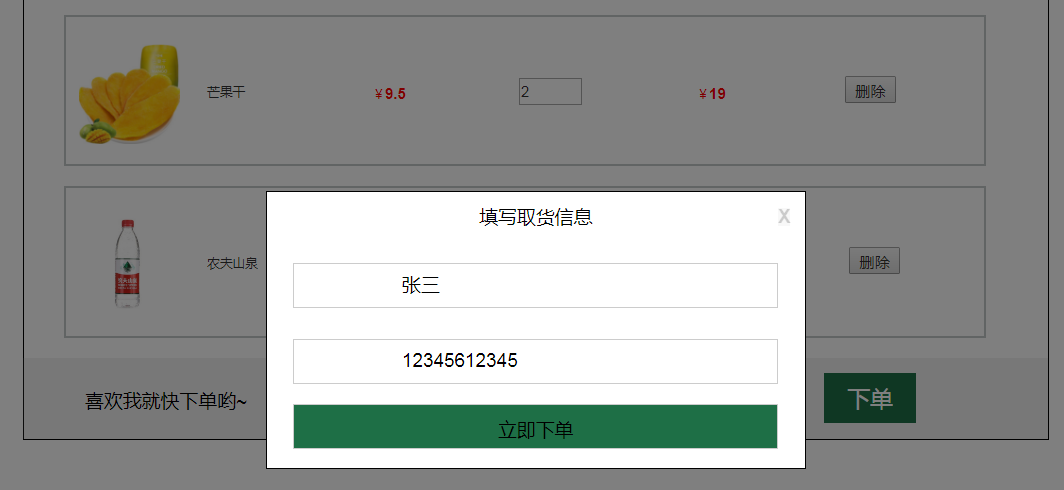 芒果干 ￥9.5 2 ￥19 删除
填写取货信息 X
张三
农夫山泉 删除
12345612345
喜欢我就快下单哟~ 下单
立即下单